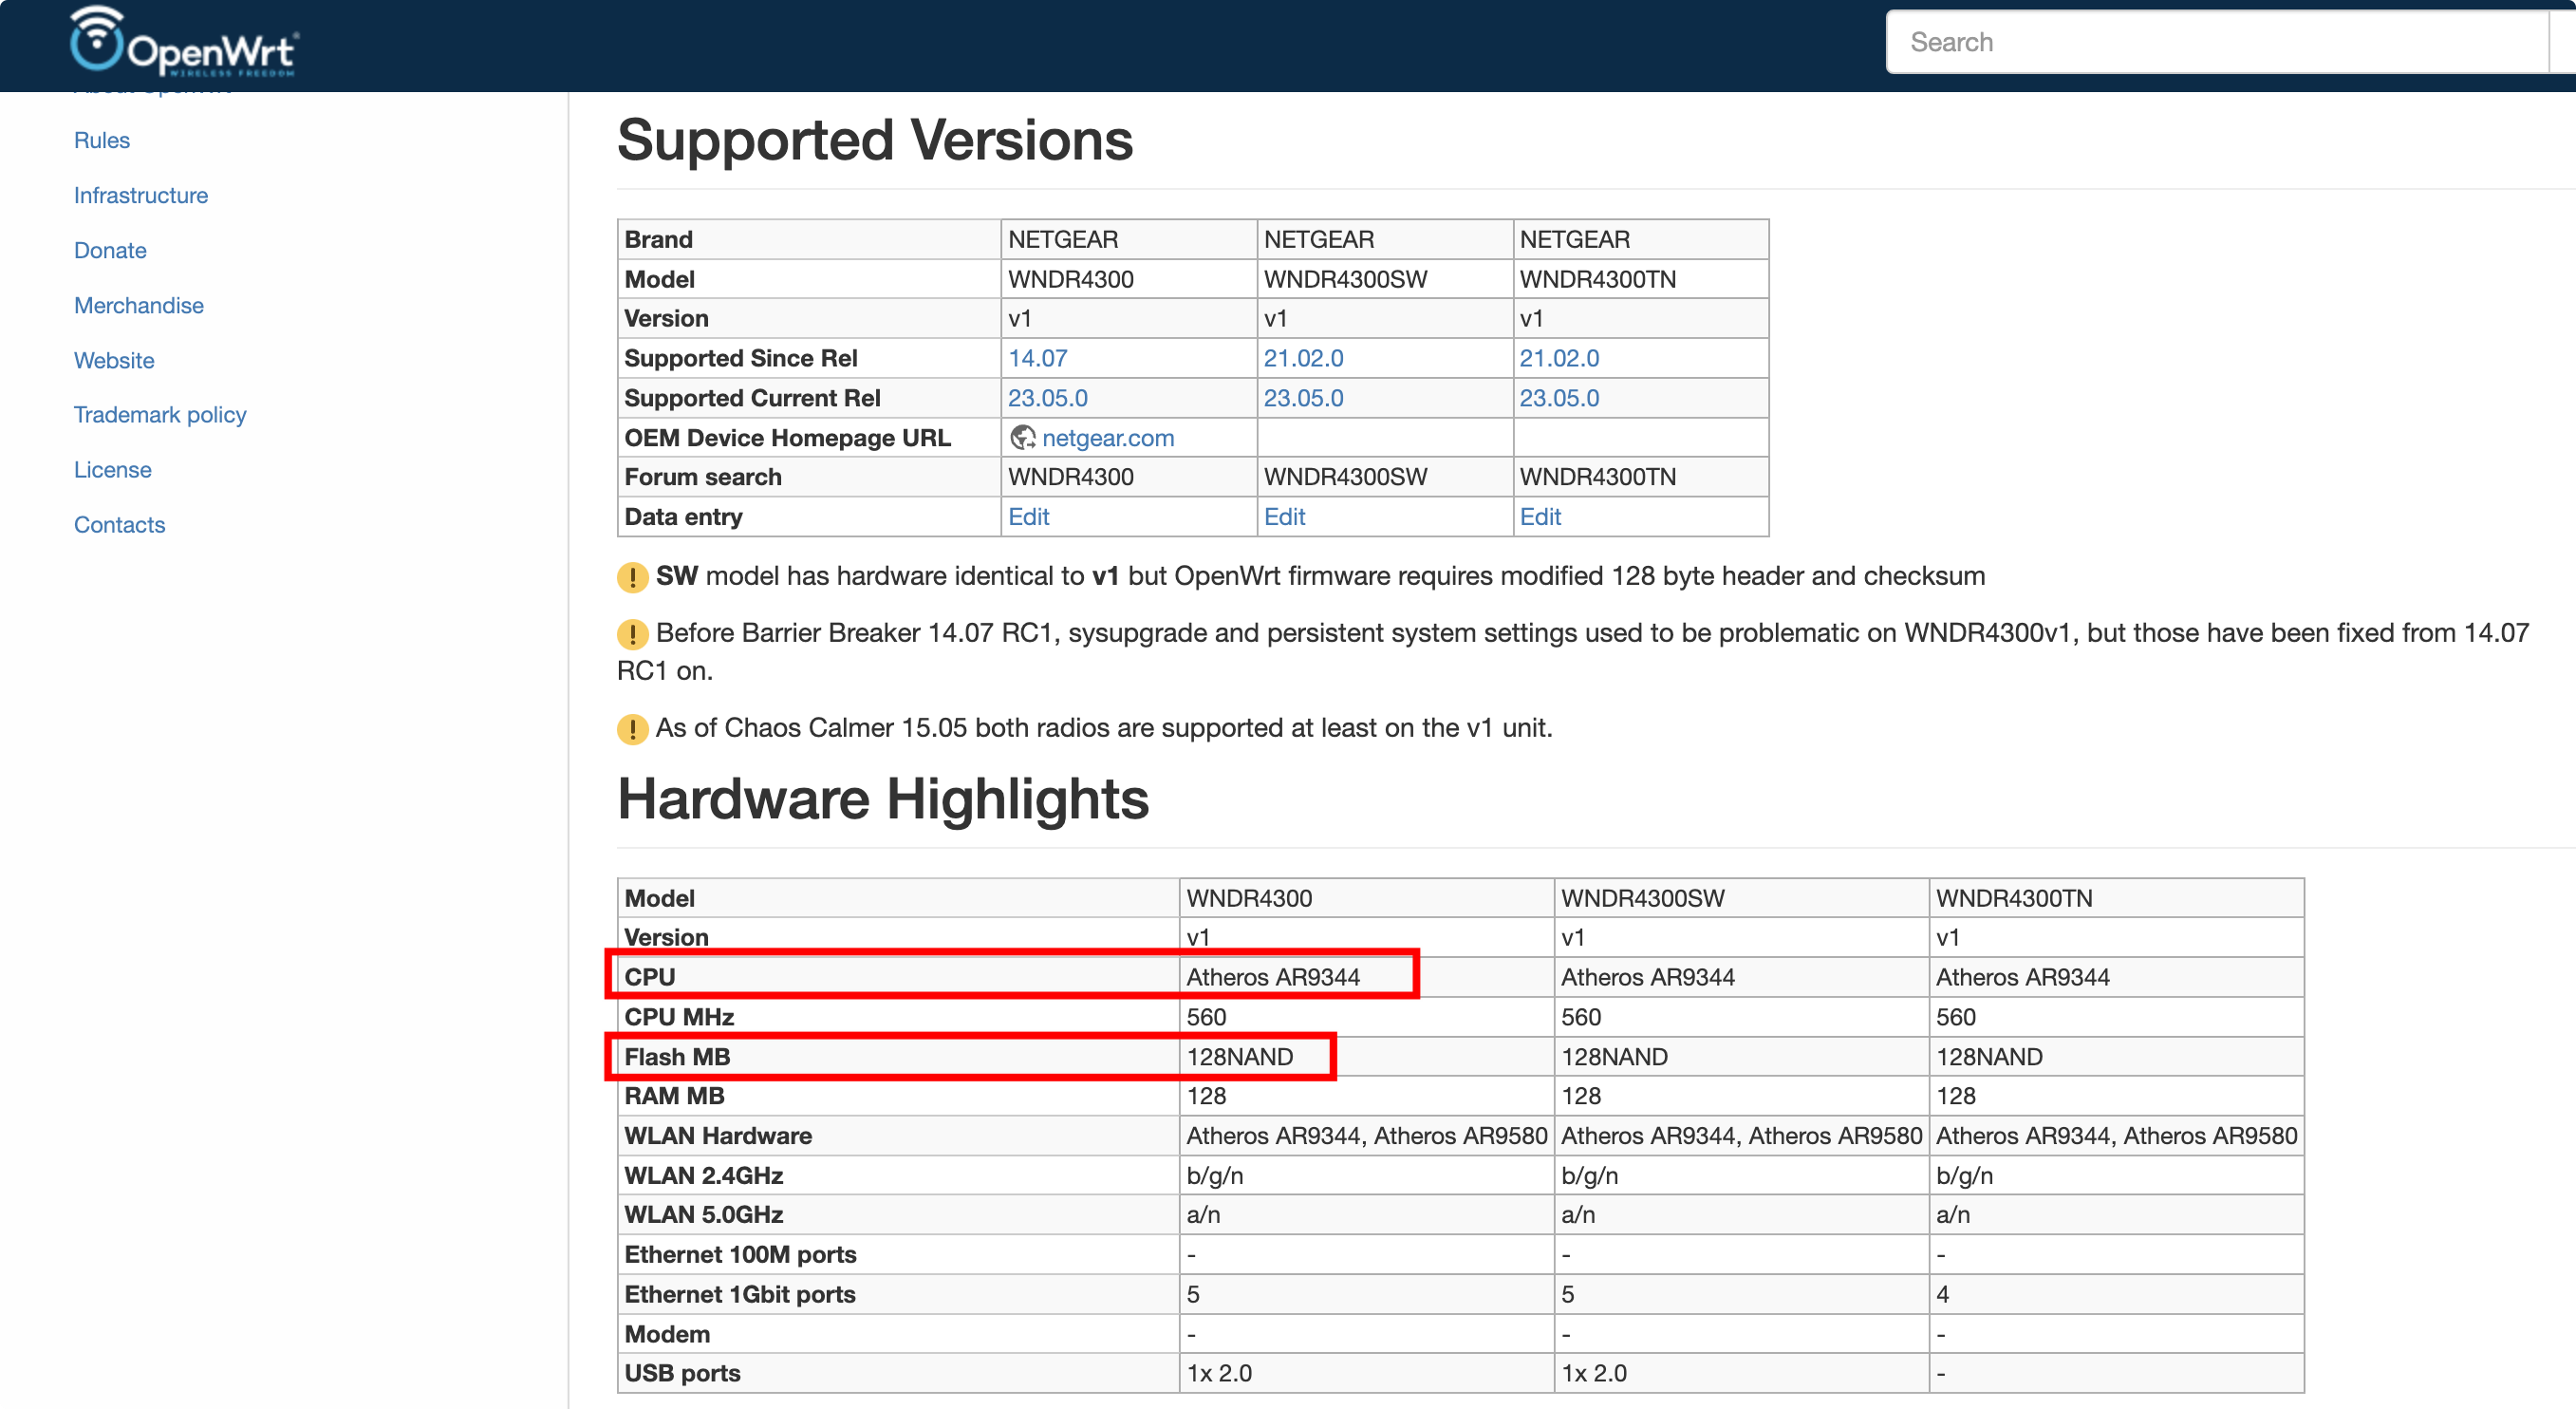 OpenWrt
WIRELESS FREEDOM
Search
About OpenWrt
Rules
Infrastructure
Donate
Merchandise
Website
Trademark policy
License
Contacts
Supported Versions
Brand NETGEAR NETGEAR NETGEAR
Model WNDR4300 WNDR4300SW WNDR4300TN
Version v1 v1 v1
Supported Since Rel 14.07 21.02.0 21.02.0
Supported Current Rel 23.05.0 23.05.0 23.05.0
OEM Device Homepage URL netgear.com
Forum search WNDR4300 WNDR4300SW WNDR4300TN
Data entry Edit Edit Edit
SW model has hardware identical to v1 but OpenWrt firmware requires modified 128 byte header and checksum
Before Barrier Breaker 14.07 RC1, sysupgrade and persistent system settings used to be problematic on WNDR4300v1, but those have been fixed from 14.07
RC1 on.
As of Chaos Calmer 15.05 both radios are supported at least on the v1 unit.
Hardware Highlights
Model WNDR4300 WNDR4300SW WNDR4300TN
Version v1 v1 v1
CPU Atheros AR9344 Atheros AR9344 Atheros AR9344
CPU MHz 560 560 560
Flash MB 128NAND 128NAND 128NAND
RAM MB 128 128 128
WLAN Hardware Atheros AR9344, Atheros AR9580 Atheros AR9344, Atheros AR9580 Atheros AR9344, Atheros AR9580
WLAN 2.4GHz b/g/n b/g/n b/g/n
WLAN 5.0GHz a/n a/n a/n
Ethernet 100M ports - - -
Ethernet 1Gbit ports 5 5 4
Modem - - -
USB ports 1x 2.0 1x 2.0 -